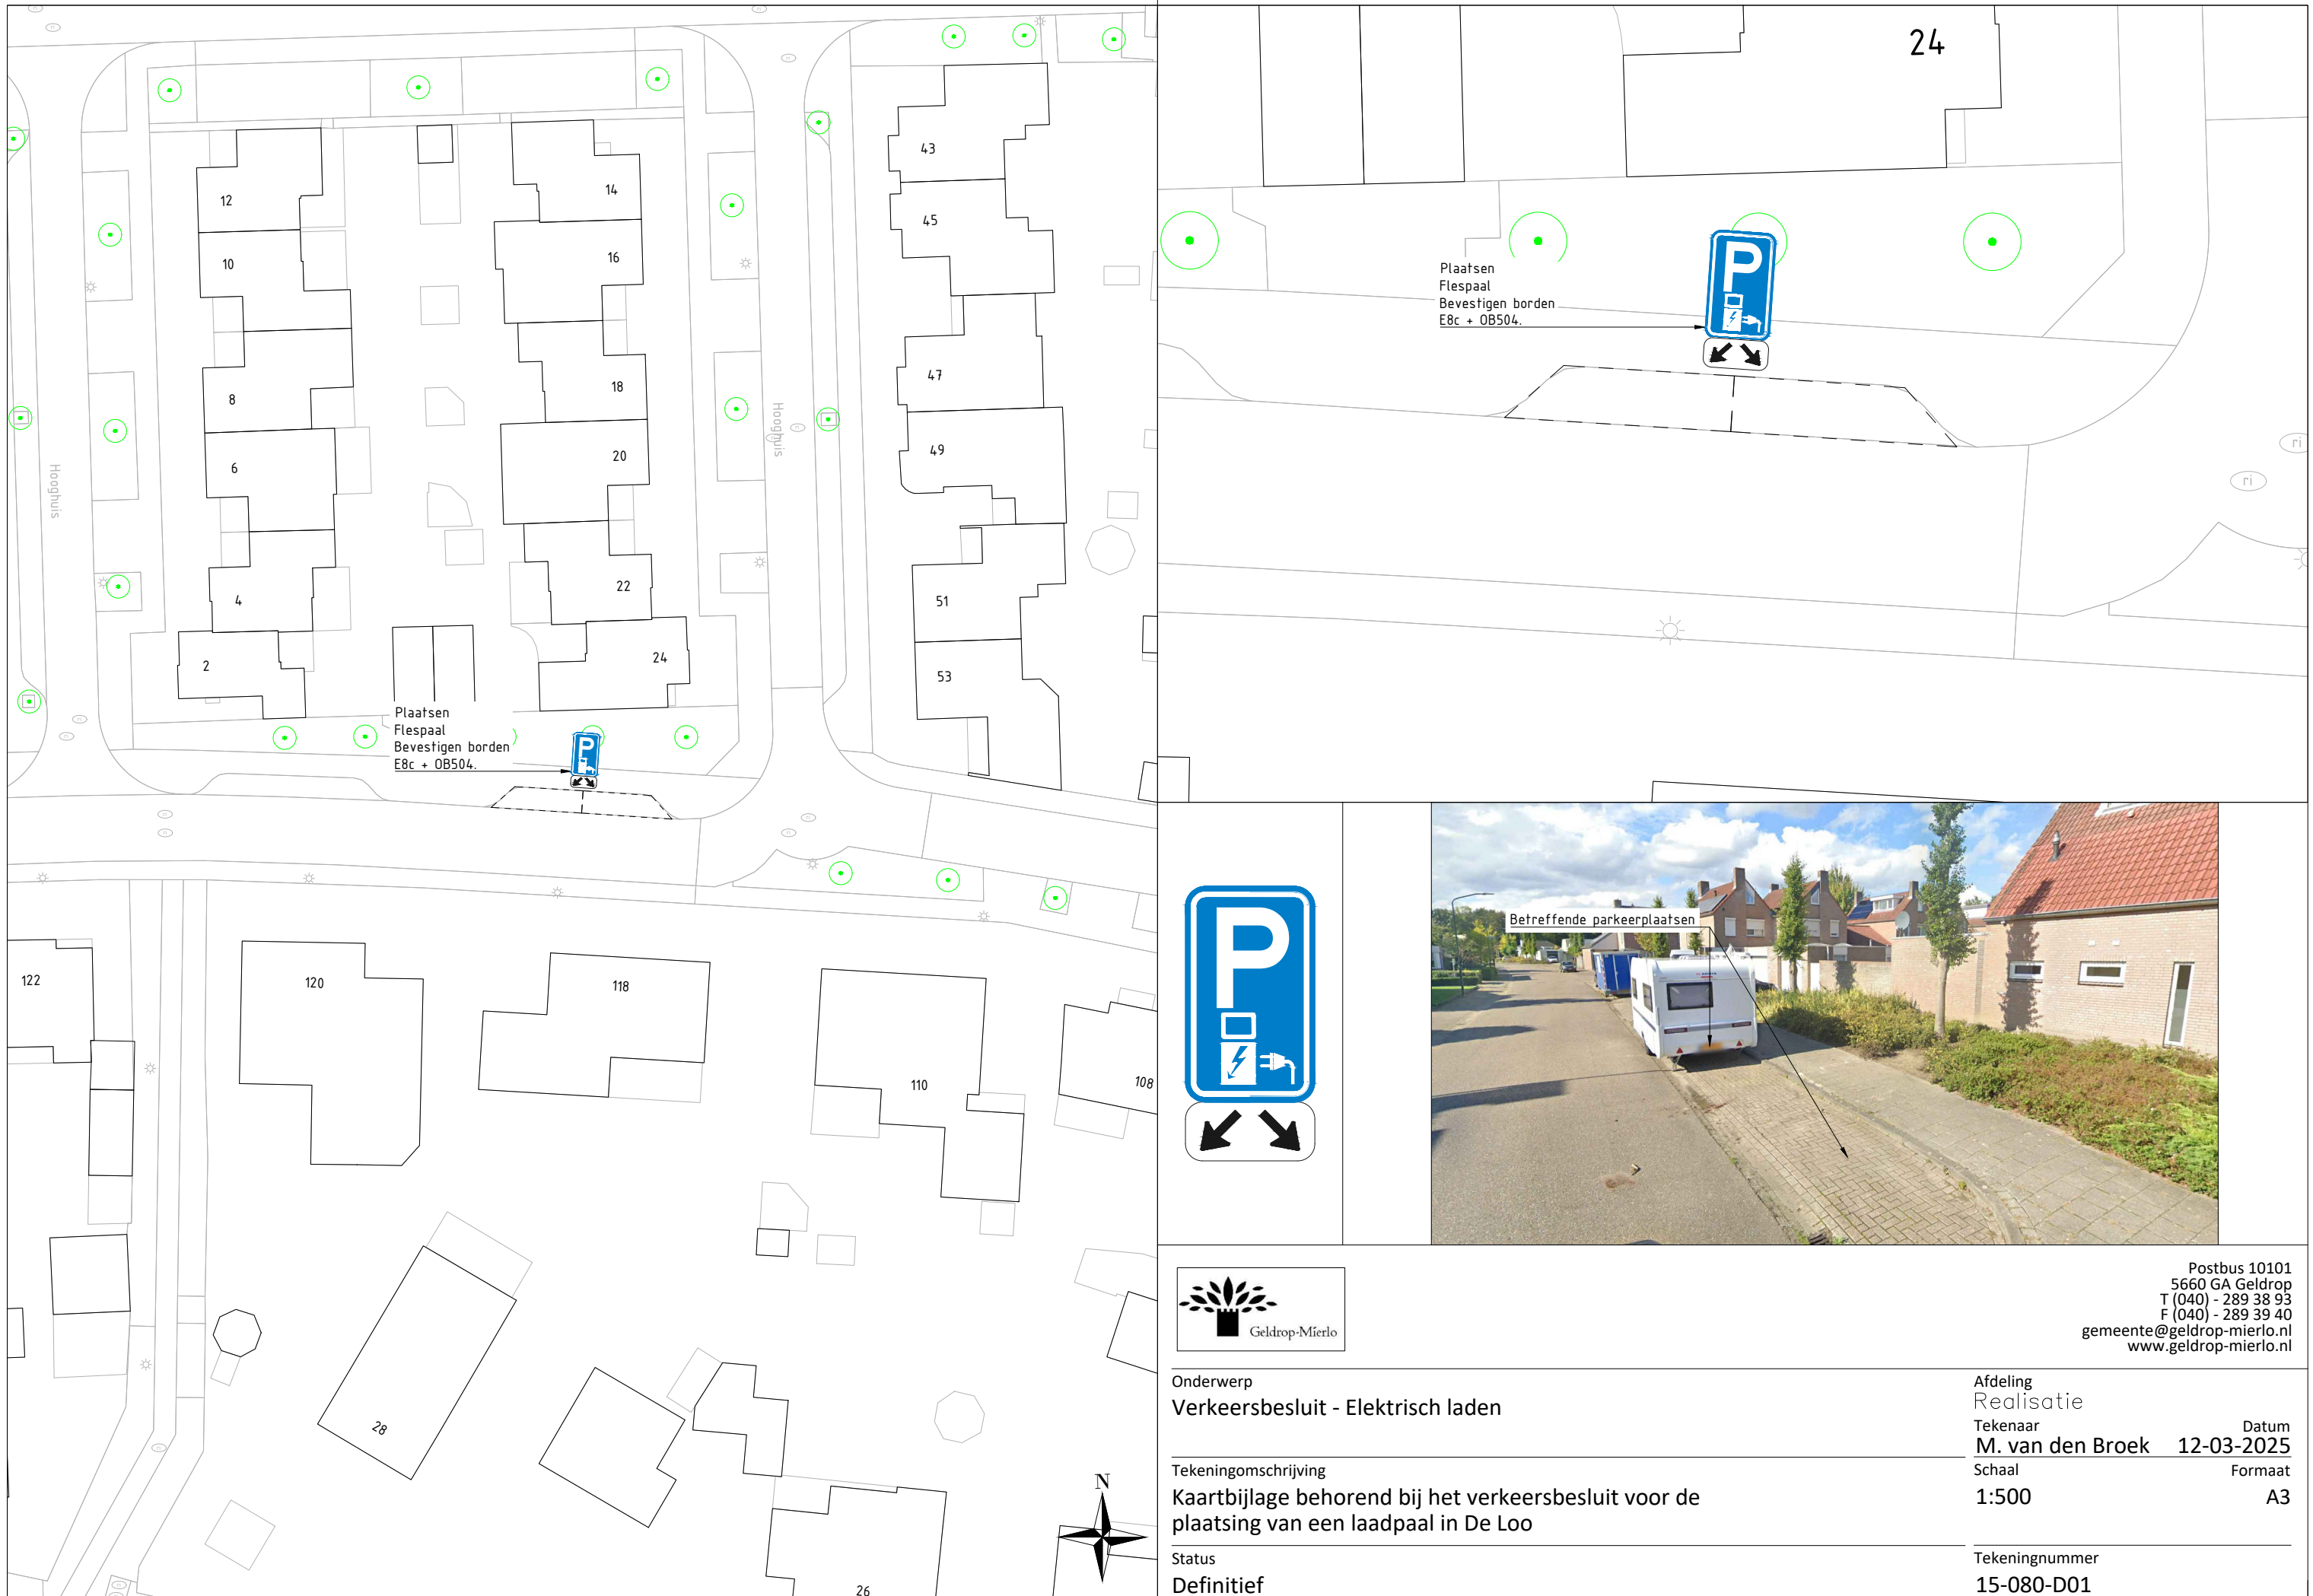 43
12
14
45
10
16
8
18
47
6
20
49
Hooghuis
Hooghuis
4
22
51
2
24
53
Plaatsen
Flespaal
Bevestigen borden
E8c + OB504.
P
122
120
118
110
108
28
26
N
24
Plaatsen
Flespaal
Bevestigen borden
E8c + OB504.
P
ri
ri
P
Betreffende parkeerplaatsen
Geldrop-Mierlo
Postbus 10101
5660 GA Geldrop
T (040) - 289 38 93
F (040) - 289 39 40
gemeente@geldrop-mierlo.nl
www.geldrop-mierlo.nl
Onderwerp
Verkeersbesluit - Elektrisch laden
Afdeling
Realisatie
Tekenaar Datum
M. van den Broek 12-03-2025
Tekeningomschrijving
Kaartbijlage behorend bij het verkeersbesluit voor de
plaatsing van een laadpaal in De Loo
Schaal Formaat
1:500 A3
Status
Definitief
Tekeningnummer
15-080-D01